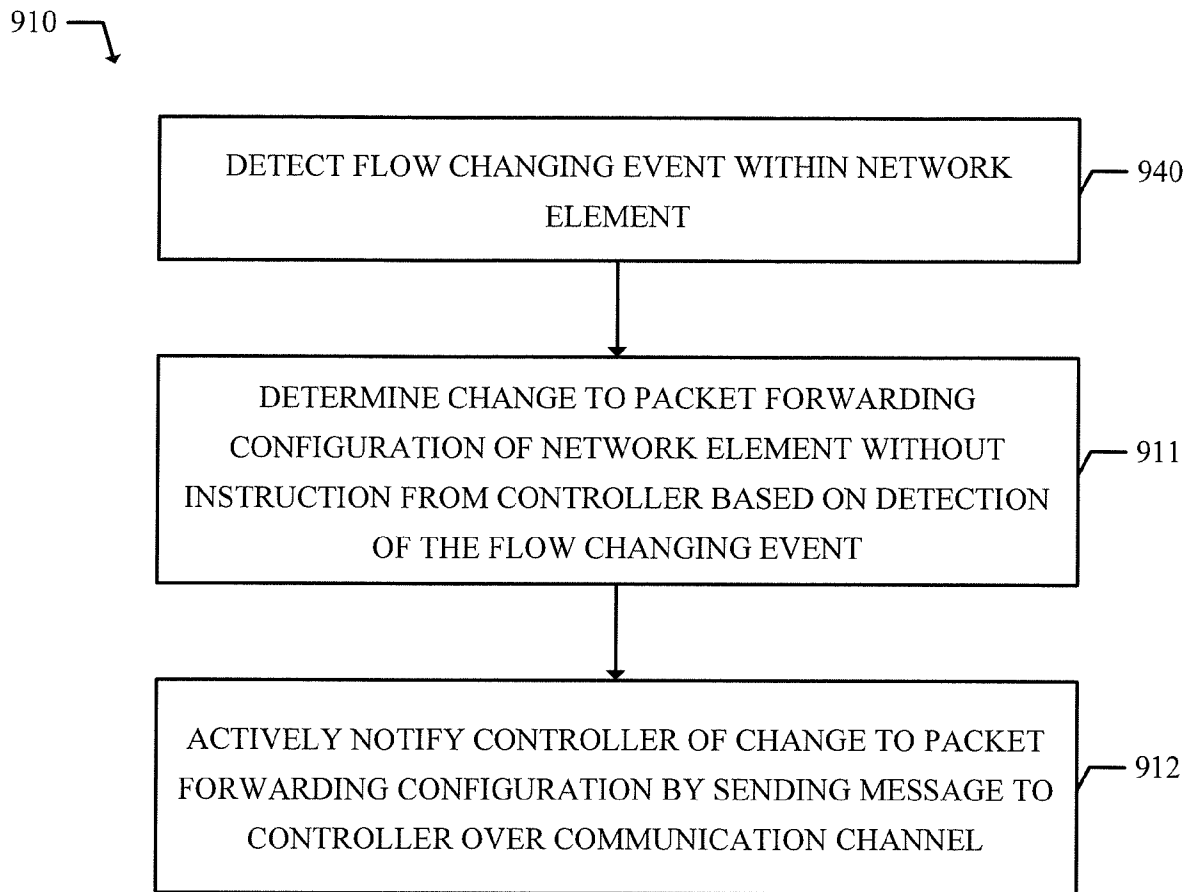 910
DETECT FLOW CHANGING EVENT WITHIN NETWORK
ELEMENT
940
DETERMINE CHANGE TO PACKET FORWARDING
CONFIGURATION OF NETWORK ELEMENT WITHOUT
INSTRUCTION FROM CONTROLLER BASED ON DETECTION
OF THE FLOW CHANGING EVENT
911
ACTIVELY NOTIFY CONTROLLER OF CHANGE TO PACKET
FORWARDING CONFIGURATION BY SENDING MESSAGE TO
CONTROLLER OVER COMMUNICATION CHANNEL
912